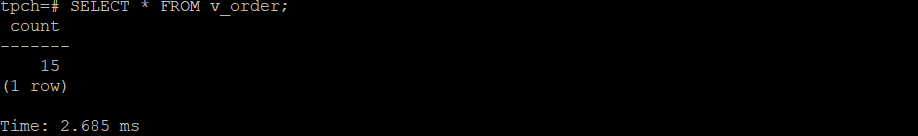 tpch=# SELECT * FROM v_order;
 count
-------
    15
(1 row)

Time: 2.685 ms